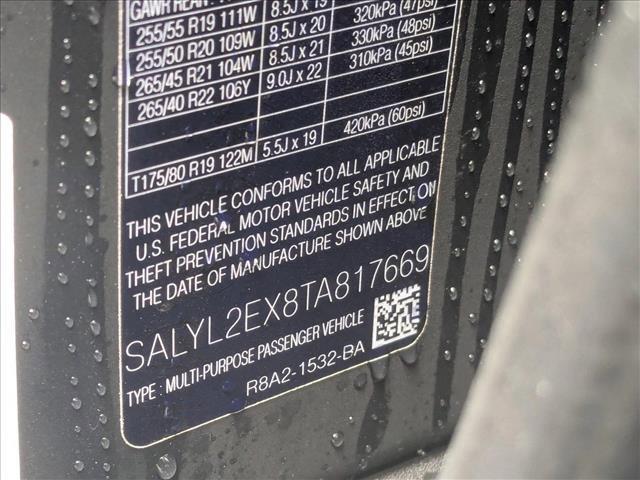 GAWR REAR
255/55 R19 111W 8.5J x 19 320kPa (47psi)
255/50 R20 109W 8.5J x 20 330kPa (48psi)
265/45 R21 104W 8.5J x 21 310kPa (45psi)
265/40 R22 106Y 9.0J x 22
T175/80 R19 122M 5.5J x 19 420kPa (60psi)
THIS VEHICLE CONFORMS TO ALL APPLICABLE
U.S. FEDERAL MOTOR VEHICLE SAFETY AND
THEFT PREVENTION STANDARDS IN EFFECT ON
THE DATE OF MANUFACTURE SHOWN ABOVE
SALYL2EX8TA817669
TYPE : MULTI-PURPOSE PASSENGER VEHICLE
R8A2-1532-BA